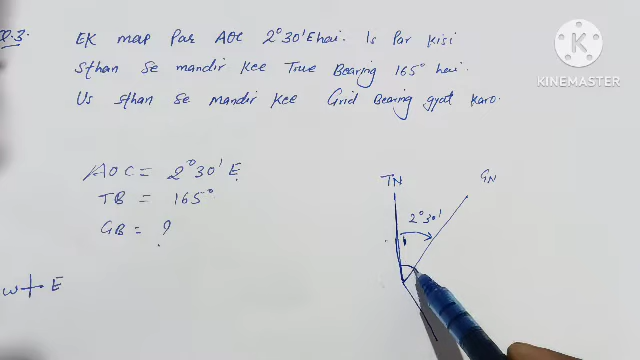 Q.3. EK map Par AOC 2°30'E hai. Is Par Kisi
Sthan Se mandir Kee True Bearing 165° hai.
Us Sthan Se mandir Kee Grid Bearing gyat Karo.
K
KINEMASTER
AOC = 2°30' E
TB = 165°
GB = ?
TN
GN
2°30'
W E